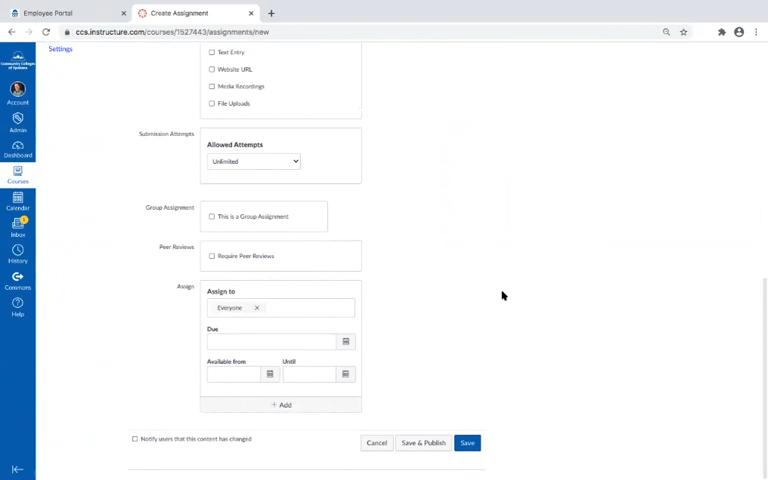 Employee Portal
Create Assignment
ccs.instructure.com/courses/1527443/assignments/new
Settings
Text Entry
Website URL
Media Recordings
File Uploads
Community Colleges
of Spokane
Account
Admin
Dashboard
Courses
Calendar
1
Inbox
History
Commons
Help
Submission Attempts
Allowed Attempts
Unlimited
Group Assignment
This is a Group Assignment
Peer Reviews
Require Peer Reviews
Assign
Assign to
Everyone
Due
Available from
Until
+ Add
Notify users that this content has changed
Cancel
Save & Publish
Save